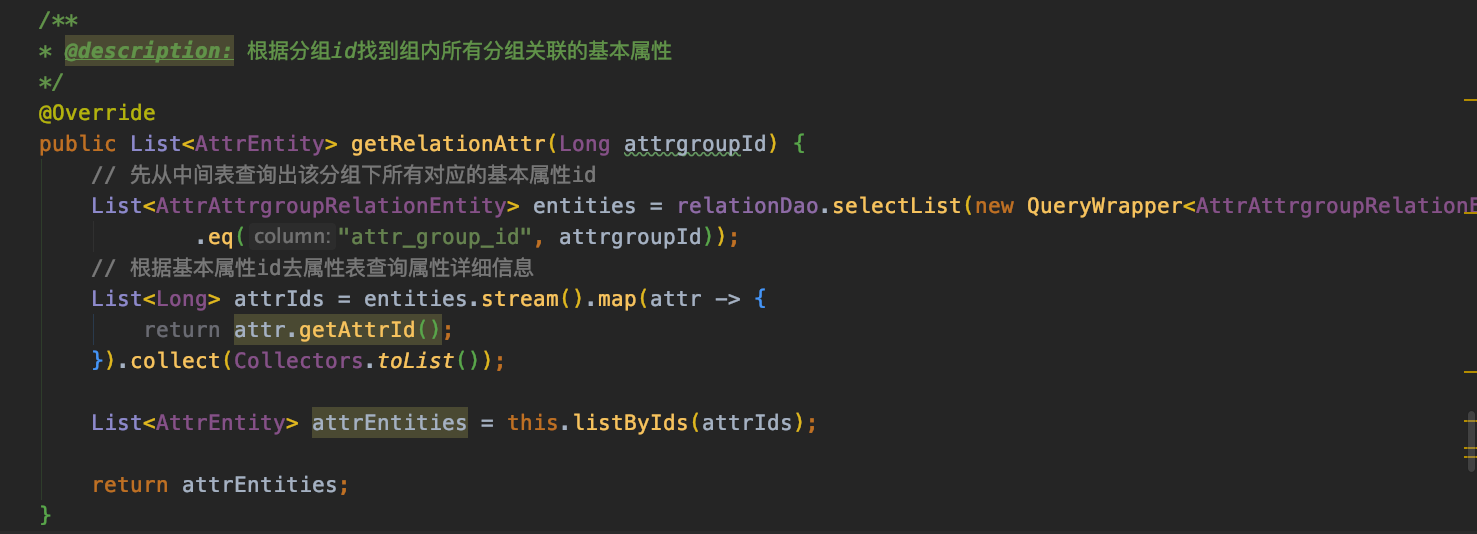 /**
* @description: 根据分组id找到组内所有分组关联的基本属性
*/
@Override
public List<AttrEntity> getRelationAttr(Long attrgroupId) {
// 先从中间表查询出该分组下所有对应的基本属性id
List<AttrAttrgroupRelationEntity> entities = relationDao.selectList(new QueryWrapper<AttrAttrgroupRelationE
.eq( column: "attr_group_id", attrgroupId));
// 根据基本属性id去属性表查询属性详细信息
List<Long> attrIds = entities.stream().map(attr -> {
return attr.getAttrId();
}).collect(Collectors.toList());
List<AttrEntity> attrEntities = this.listByIds(attrIds);
return attrEntities;
}